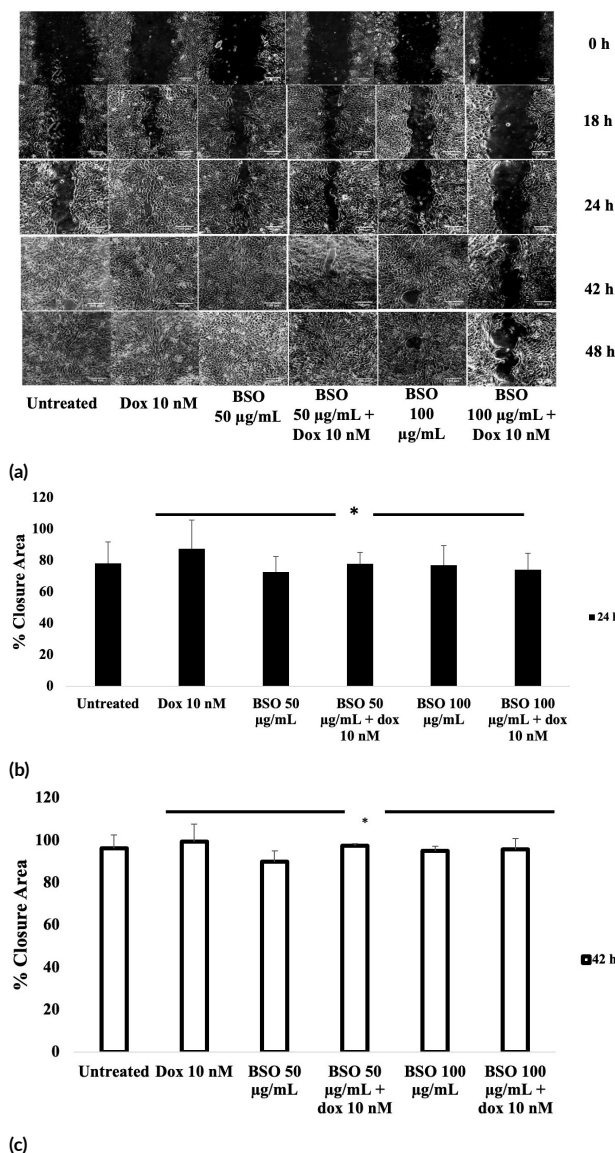 0 h
18 h
24 h
42 h
48 h
Untreated
Dox 10 nM
BSO
50 µg/mL
BSO
50 µg/mL +
Dox 10 nM
BSO
100
µg/mL
BSO
100 µg/mL +
Dox 10 nM
(a)
120
100
80
60
40
20
0
% Closure Area
*
Untreated
Dox 10 nM
BSO 50
µg/mL
BSO 50
µg/mL + dox
10 nM
BSO 100
µg/mL
BSO 100
µg/mL + dox
10 nM
24 h
(b)
120
100
80
60
40
20
0
% Closure Area
*
Untreated
Dox 10 nM
BSO 50
µg/mL
BSO 50
µg/mL +
dox 10 nM
BSO 100
µg/mL
BSO 100
µg/mL +
dox 10 nM
42 h
(c)